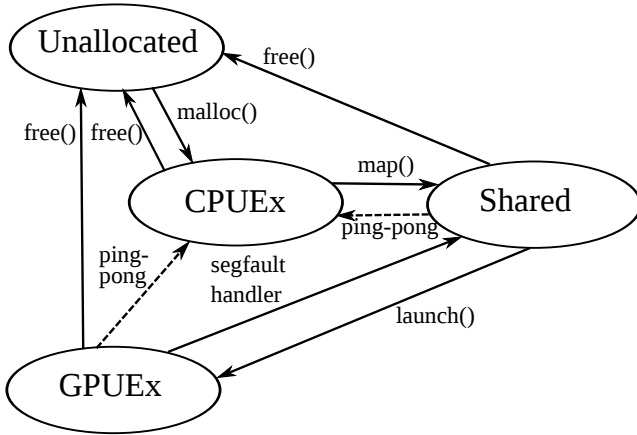 Unallocated
free()
malloc()
free()
free()
map()
CPUEx
Shared
ping-pong
ping-
pong
segfault
handler
launch()
GPUEx